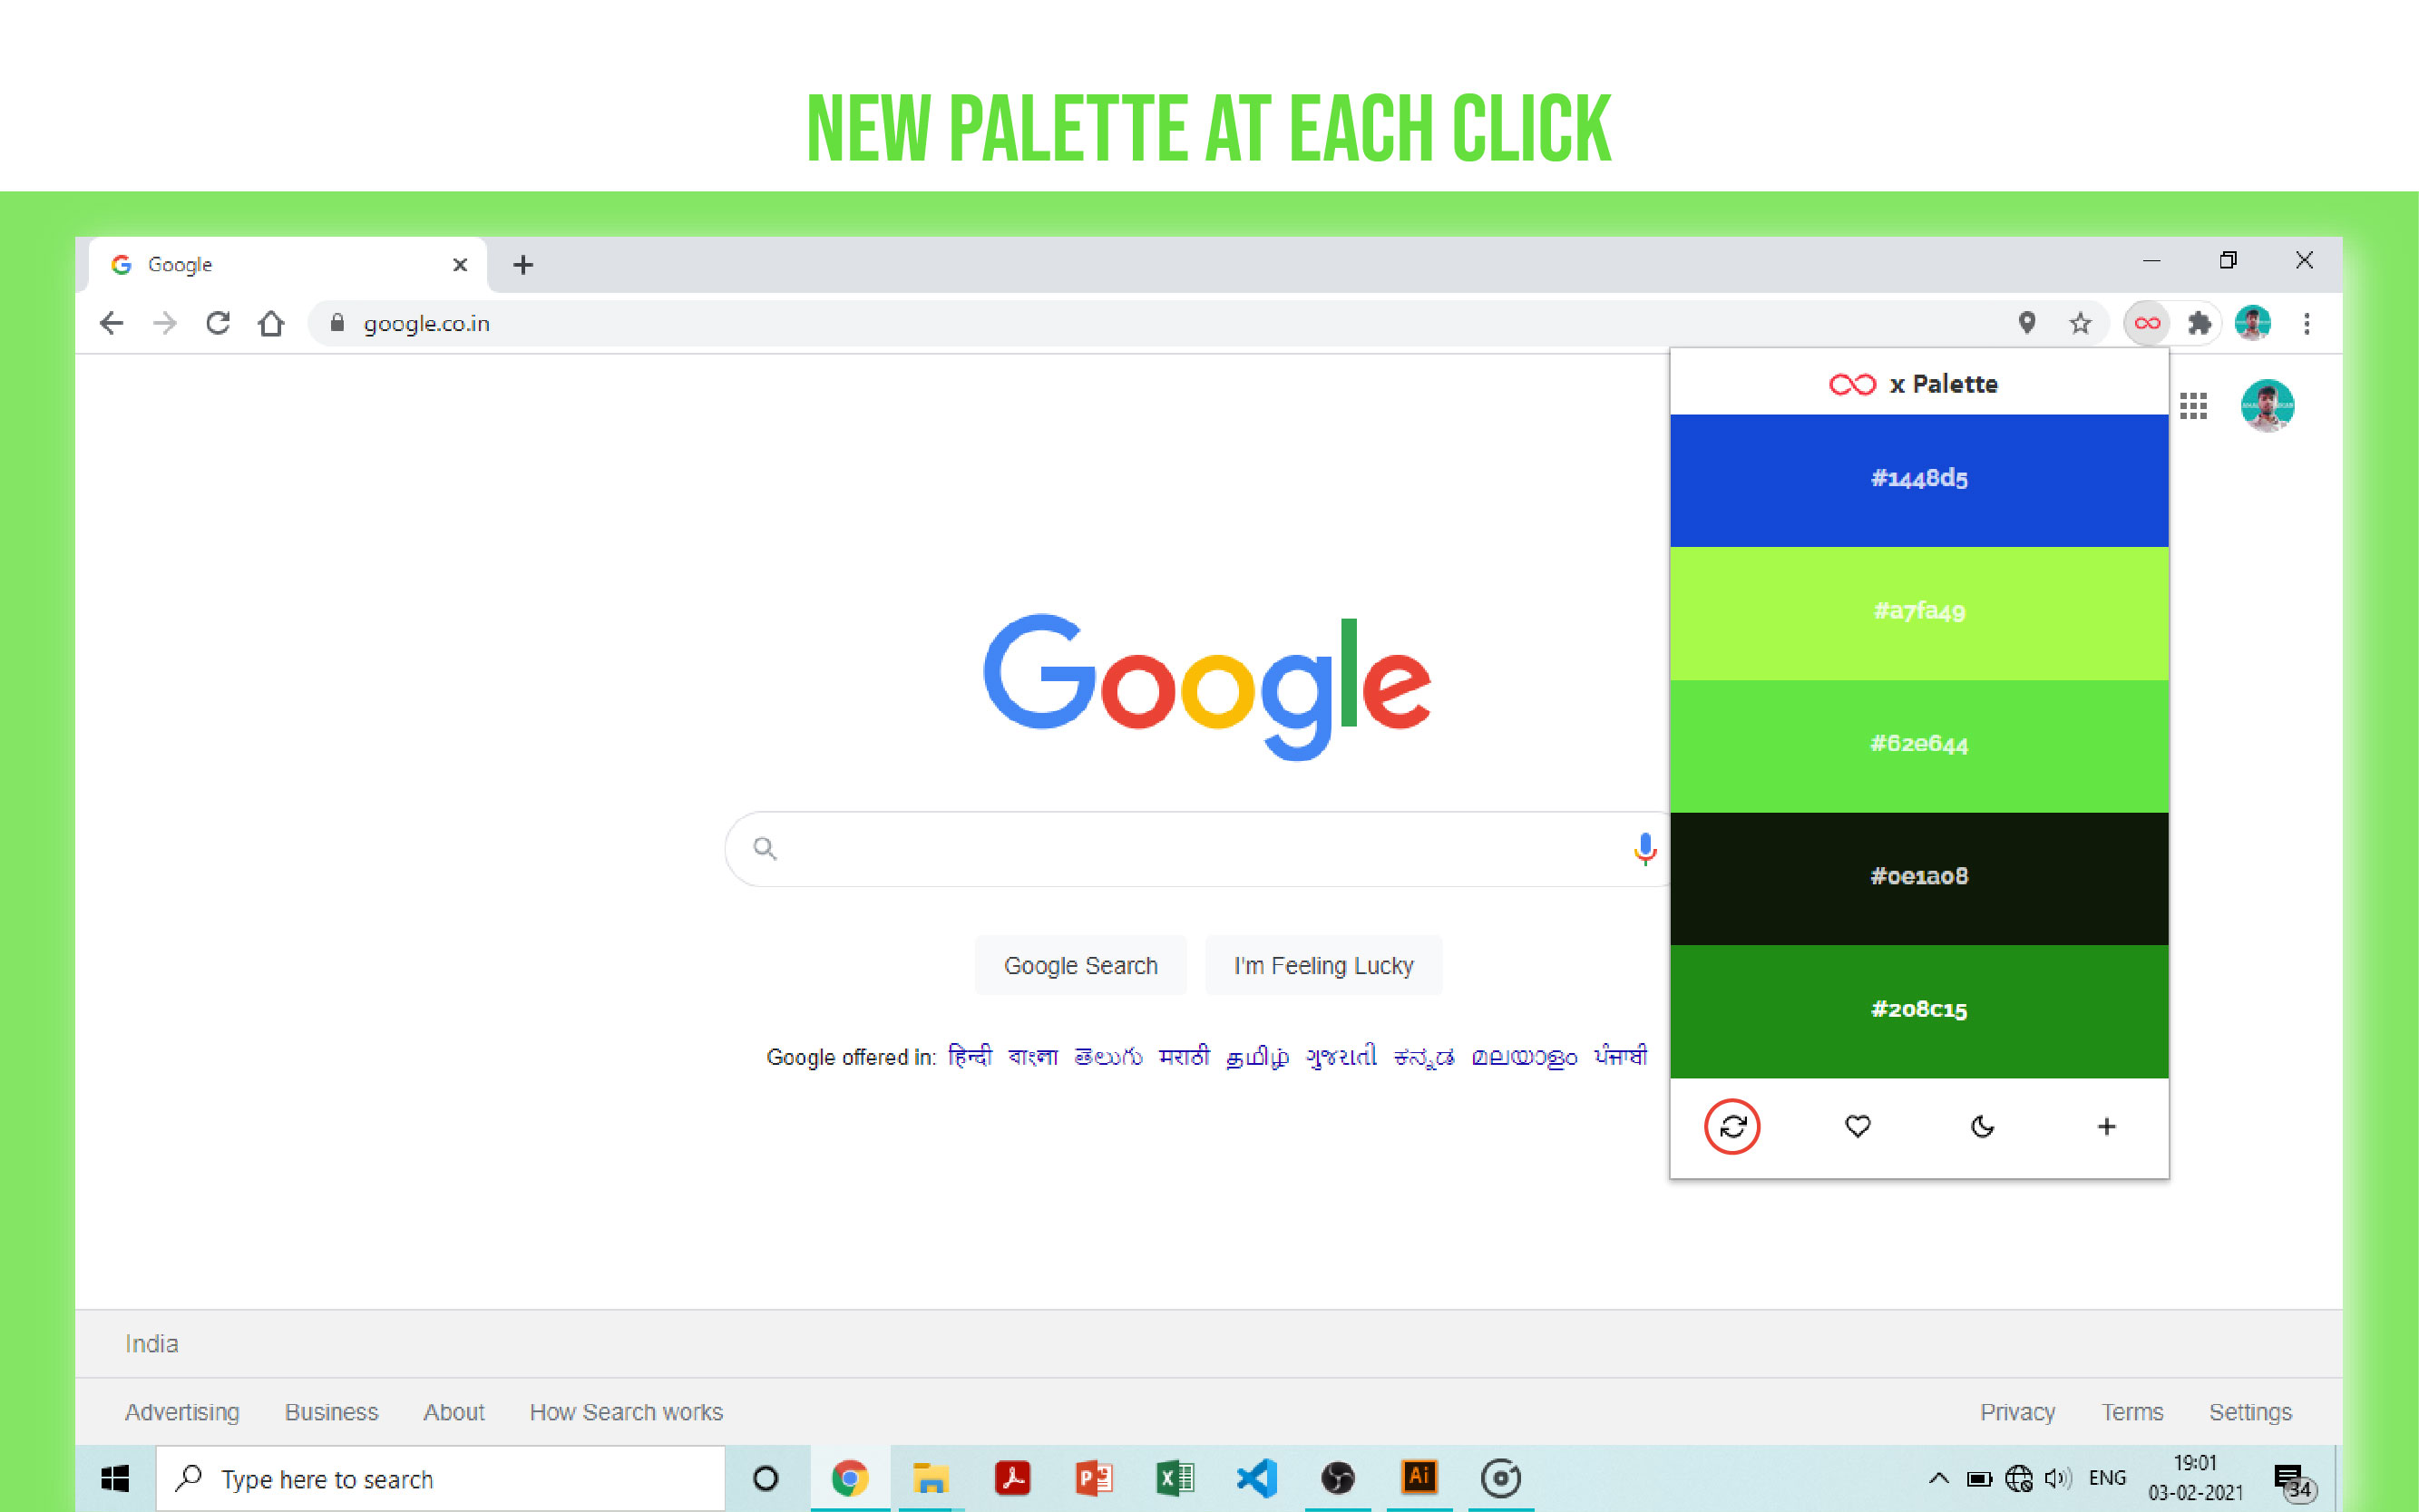 NEW PALETTE AT EACH CLICK
Google
google.co.in
x Palette
#1448d5
#a7fa49
#62e644
#0e1a08
#208c15
Google
Google Search
I'm Feeling Lucky
Google offered in: हिन्दी বাংলা తెలుగు मराठी தமிழ் ગુજરાતી ಕನ್ನಡ മലയാളം ਪੰਜਾਬੀ
India
Advertising Business About How Search works
Privacy Terms Settings
Type here to search
Ai
ENG
19:01
03-02-2021
34